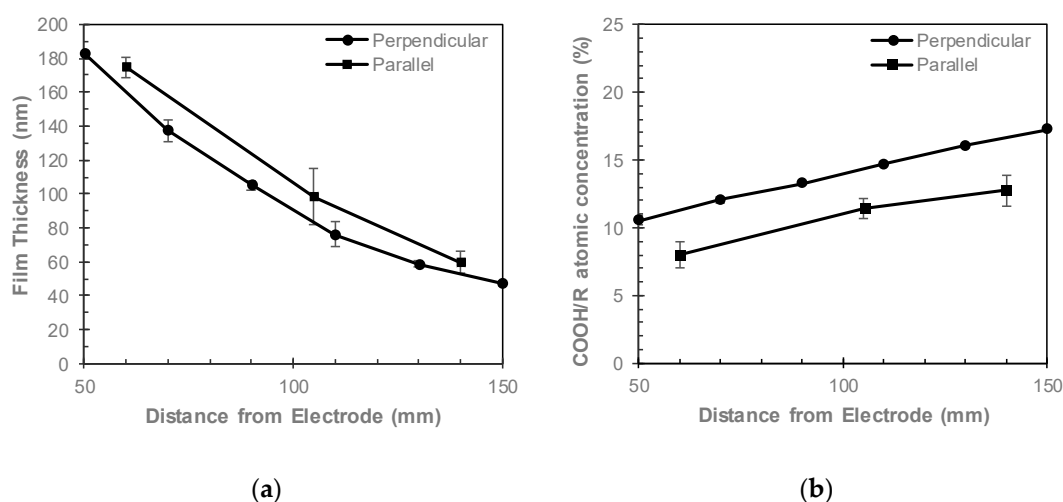 200
180
160
140
120
100
80
60
40
20
0
Film Thickness (nm)
Perpendicular
Parallel
50
100
150
Distance from Electrode (mm)
(a)
25
20
15
10
5
0
COOH/R atomic concentration (%)
Perpendicular
Parallel
50
100
150
Distance from Electrode (mm)
(b)